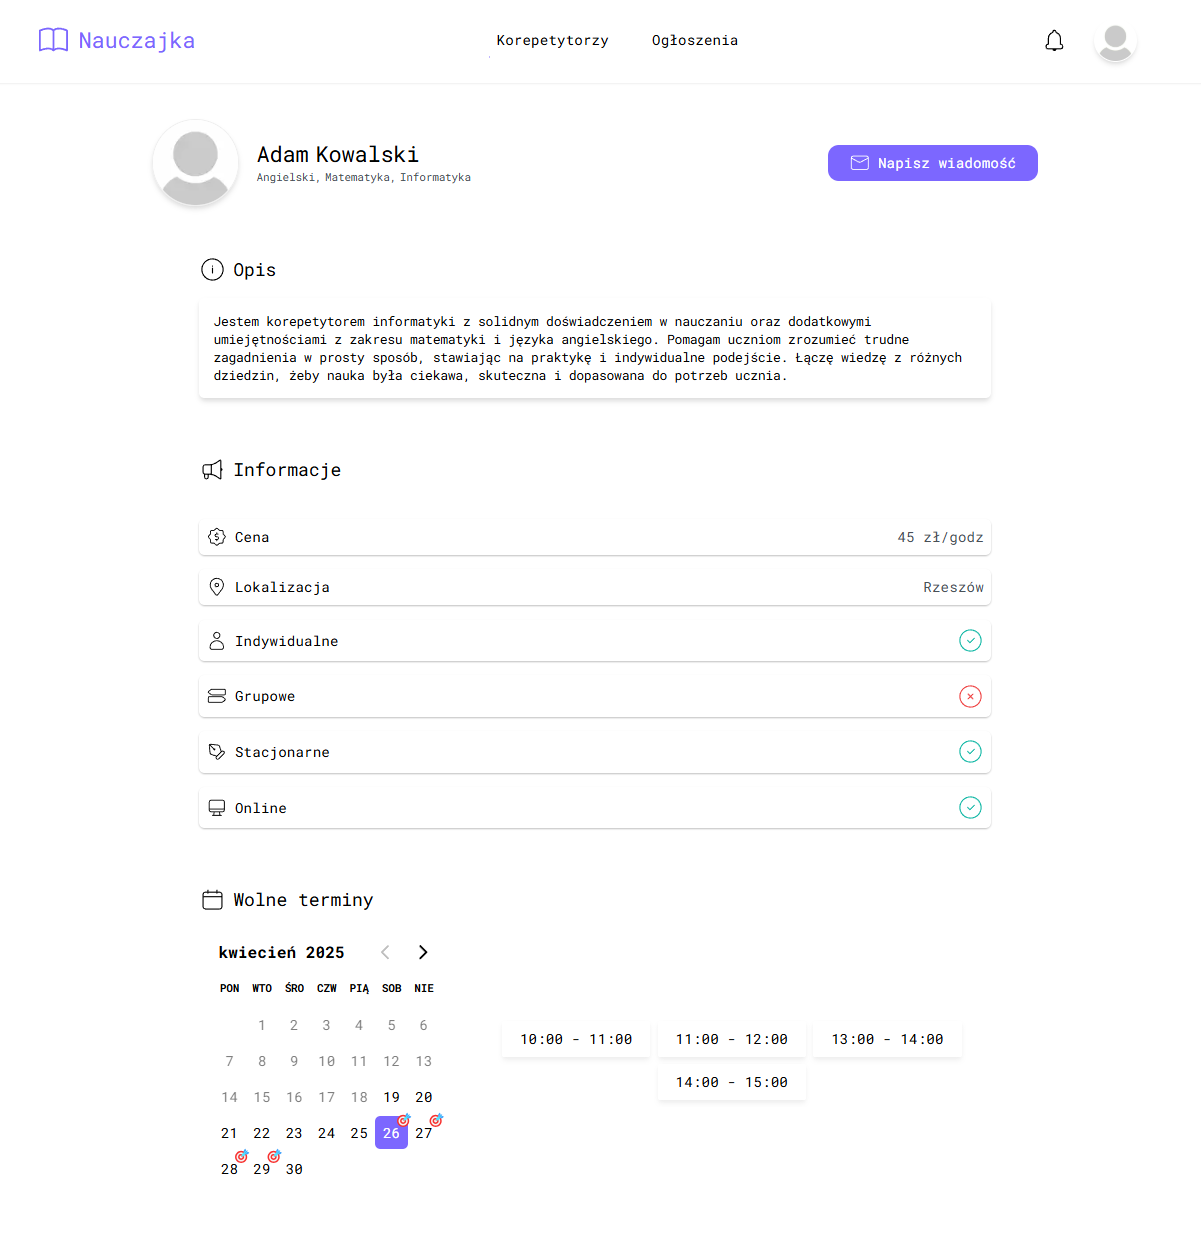 Nauczajka
Korepetytorzy
Ogłoszenia
Adam Kowalski
Angielski, Matematyka, Informatyka
Napisz wiadomość
Opis
Jestem korepetytorem informatyki z solidnym doświadczeniem w nauczaniu oraz dodatkowymi
umiejętnościami z zakresu matematyki i języka angielskiego. Pomagam uczniom zrozumieć trudne
zagadnienia w prosty sposób, stawiając na praktykę i indywidualne podejście. Łączę wiedzę z różnych
dziedzin, żeby nauka była ciekawa, skuteczna i dopasowana do potrzeb ucznia.
Informacje
Cena 45 zł/godz
Lokalizacja Rzeszów
Indywidualne
Grupowe
Stacjonarne
Online
Wolne terminy
kwiecień 2025
PON WTO ŚRO CZW PIĄ SOB NIE
1 2 3 4 5 6
7 8 9 10 11 12 13
14 15 16 17 18 19 20
21 22 23 24 25 26 27
28 29 30
10:00 - 11:00 11:00 - 12:00 13:00 - 14:00
14:00 - 15:00